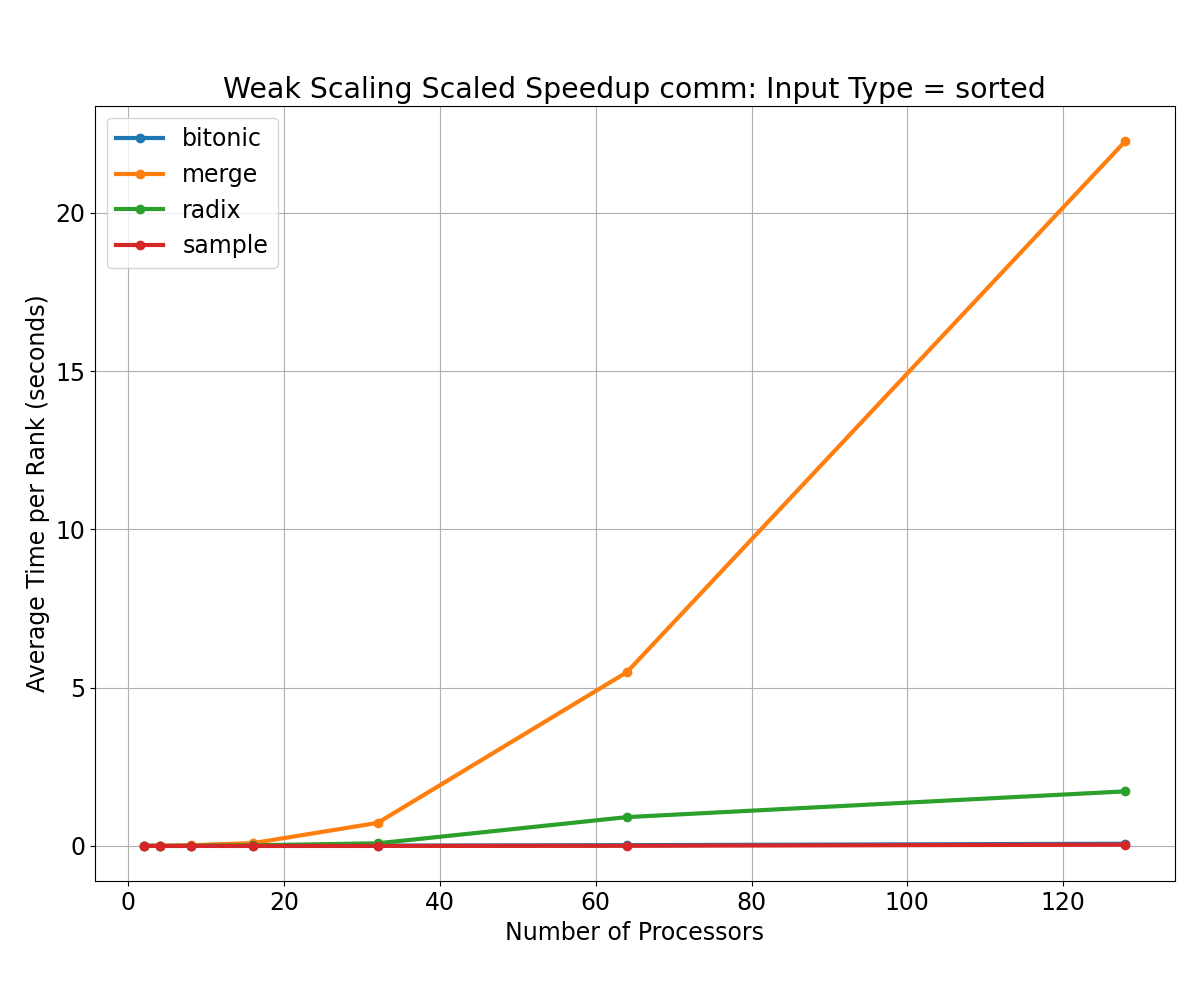 Weak Scaling Scaled Speedup comm: Input Type = sorted
bitonic
merge
radix
sample
Average Time per Rank (seconds)
20
15
10
5
0
0 20 40 60 80 100 120
Number of Processors